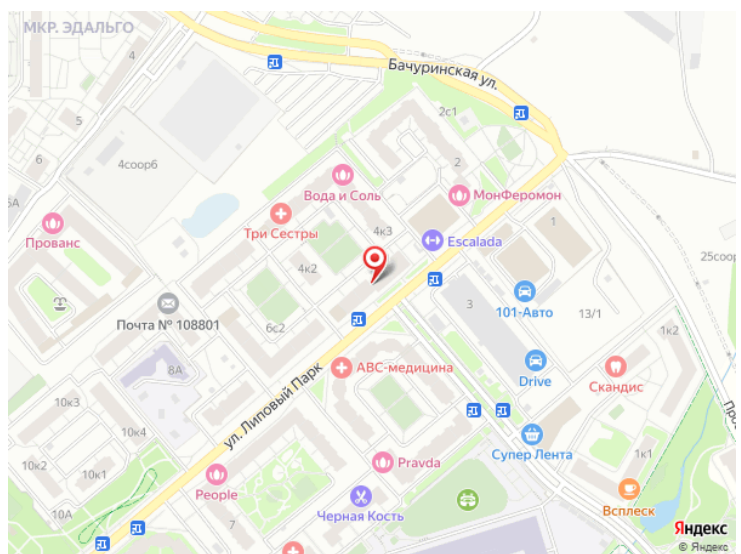 МКР. ЭДАЛЬГО
4
Бачуринская ул.
2с1
4соор6
6
2
5А
Вода и Соль
МонФеромон
Прованс
Три Сестры
4к3
Escalada
1
4к2
25соор
Почта № 108801
6с2
101-Авто
3
13/1
1к2
8А
АВС-медицина
Drive
Скандис
ул. Липовый Парк
10к3
10к4
10к2
10к1
Pravda
Супер Лента
1к1
People
Черная Кость
Всплеск
10А
7
Яндекс
© Яндекс